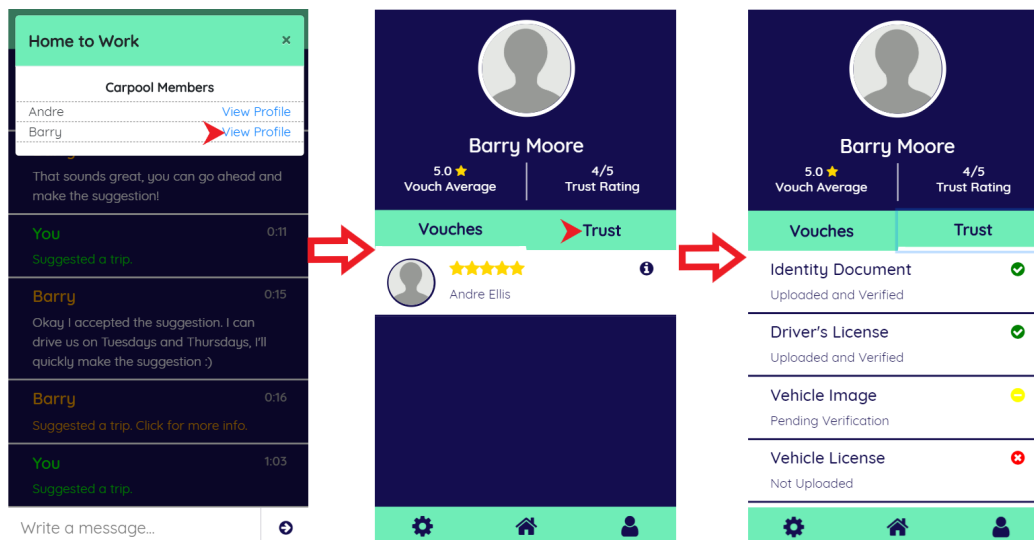 Home to Work ×
Carpool Members
Andre View Profile
Barry View Profile
That sounds great, you can go ahead and
make the suggestion!
You 0:11
Suggested a trip.
Barry 0:15
Okay I accepted the suggestion. I can
drive us on Tuesdays and Thursdays, I'll
quickly make the suggestion :)
Barry 0:16
Suggested a trip. Click for more info.
You 1:03
Suggested a trip.
Write a message...
Barry Moore
5.0 4/5
Vouch Average Trust Rating
Vouches Trust
Andre Ellis
Barry Moore
5.0 4/5
Vouch Average Trust Rating
Vouches Trust
Identity Document
Uploaded and Verified
Driver's License
Uploaded and Verified
Vehicle Image
Pending Verification
Vehicle License
Not Uploaded